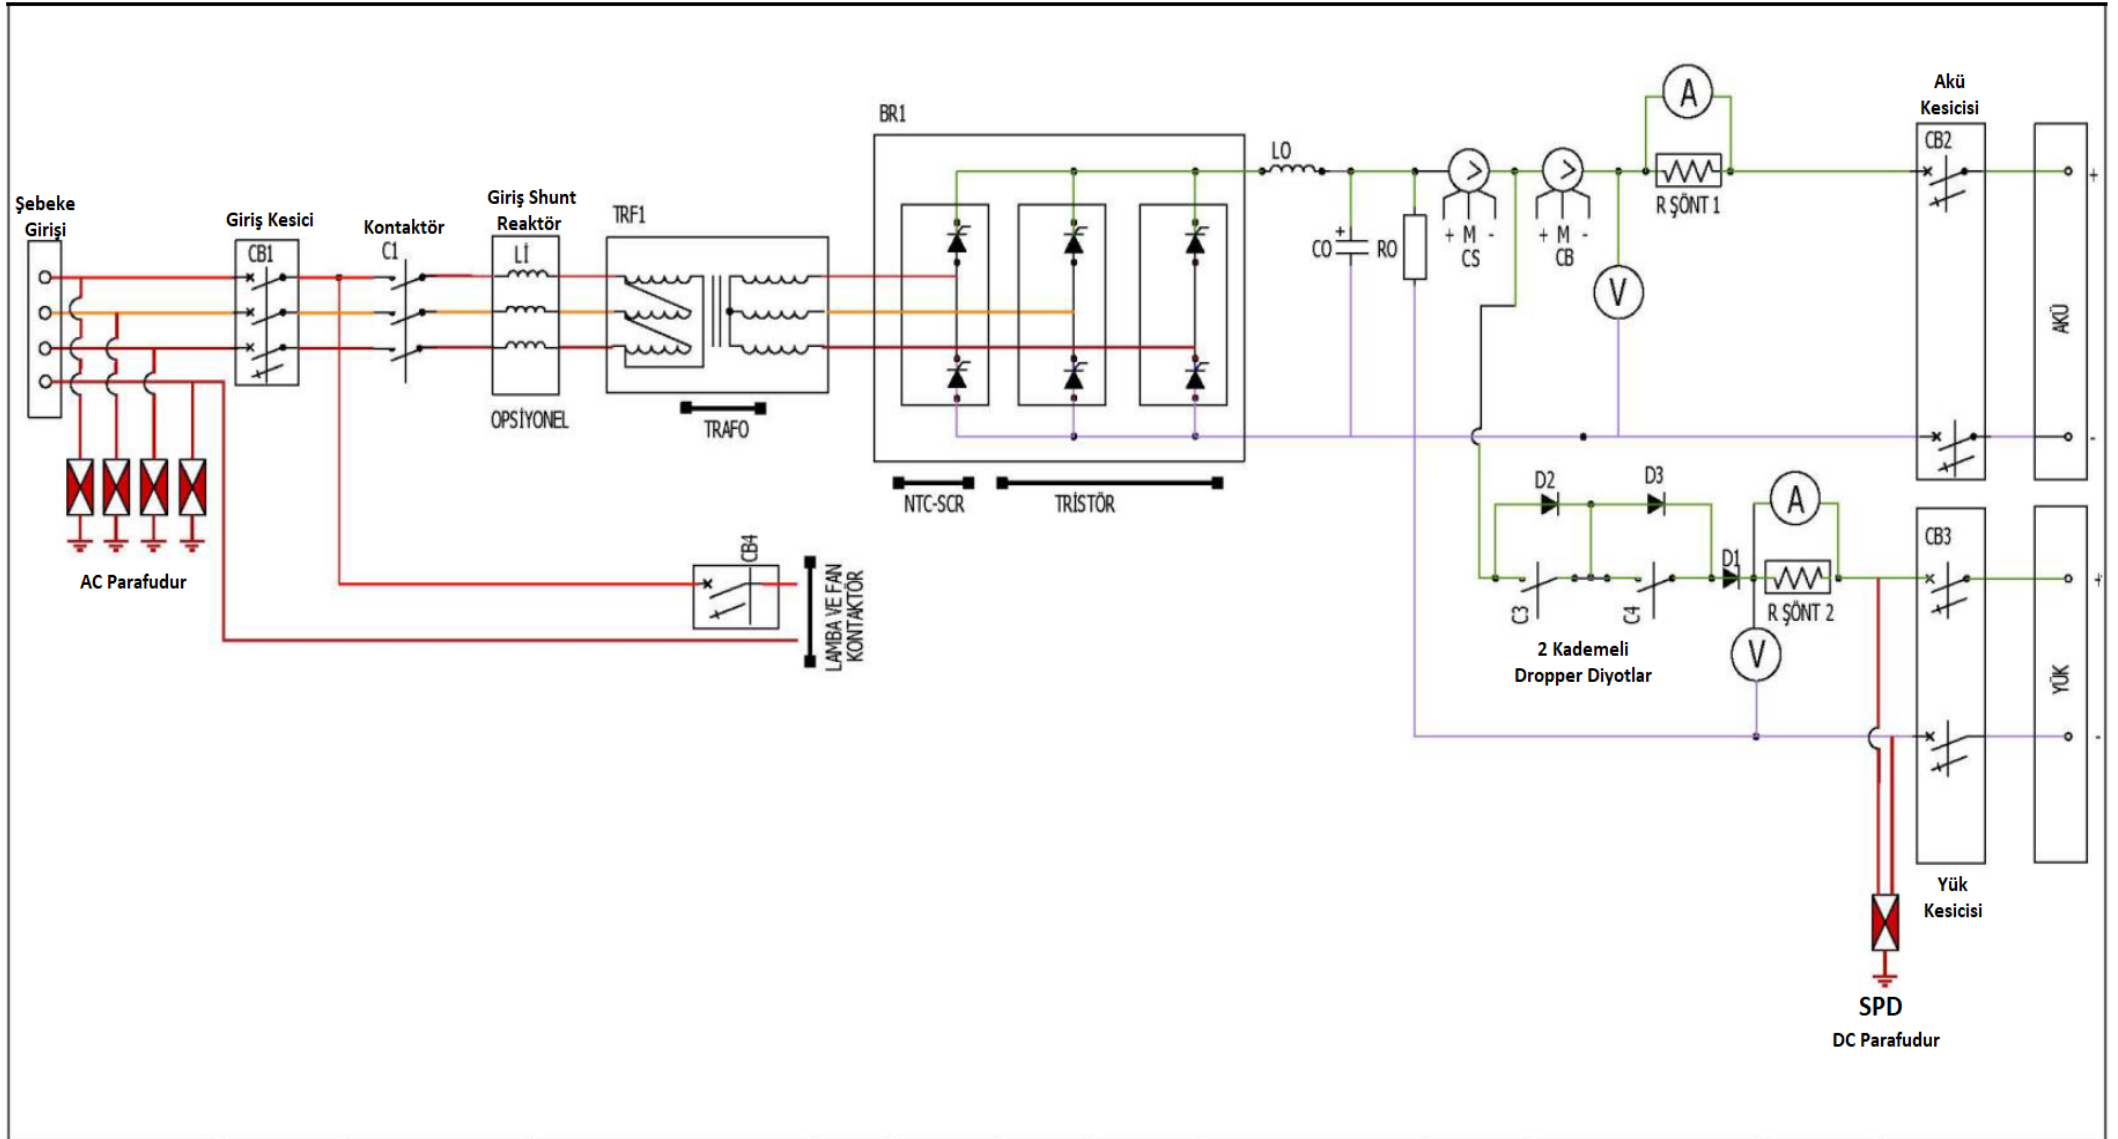 Şebeke
Girişi
Giriş Kesici
CB1
Kontaktör
C1
Giriş Shunt
Reaktör
Lİ
OPSİYONEL
TRF1
TRAFO
BR1
NTC-SCR
TRİSTÖR
LO
CO
+
RO
+ M -
CS
+ M -
CB
A
R ŞÖNT 1
V
Akü
Kesicisi
CB2
+
AKÜ
-
AC Parafudur
CB4
LAMBA VE FAN
KONTAKTÖR
D2
D3
C3
C4
D1
A
R ŞÖNT 2
V
2 Kademeli
Dropper Diyotlar
CB3
+
YÜK
-
Yük
Kesicisi
SPD
DC Parafudur